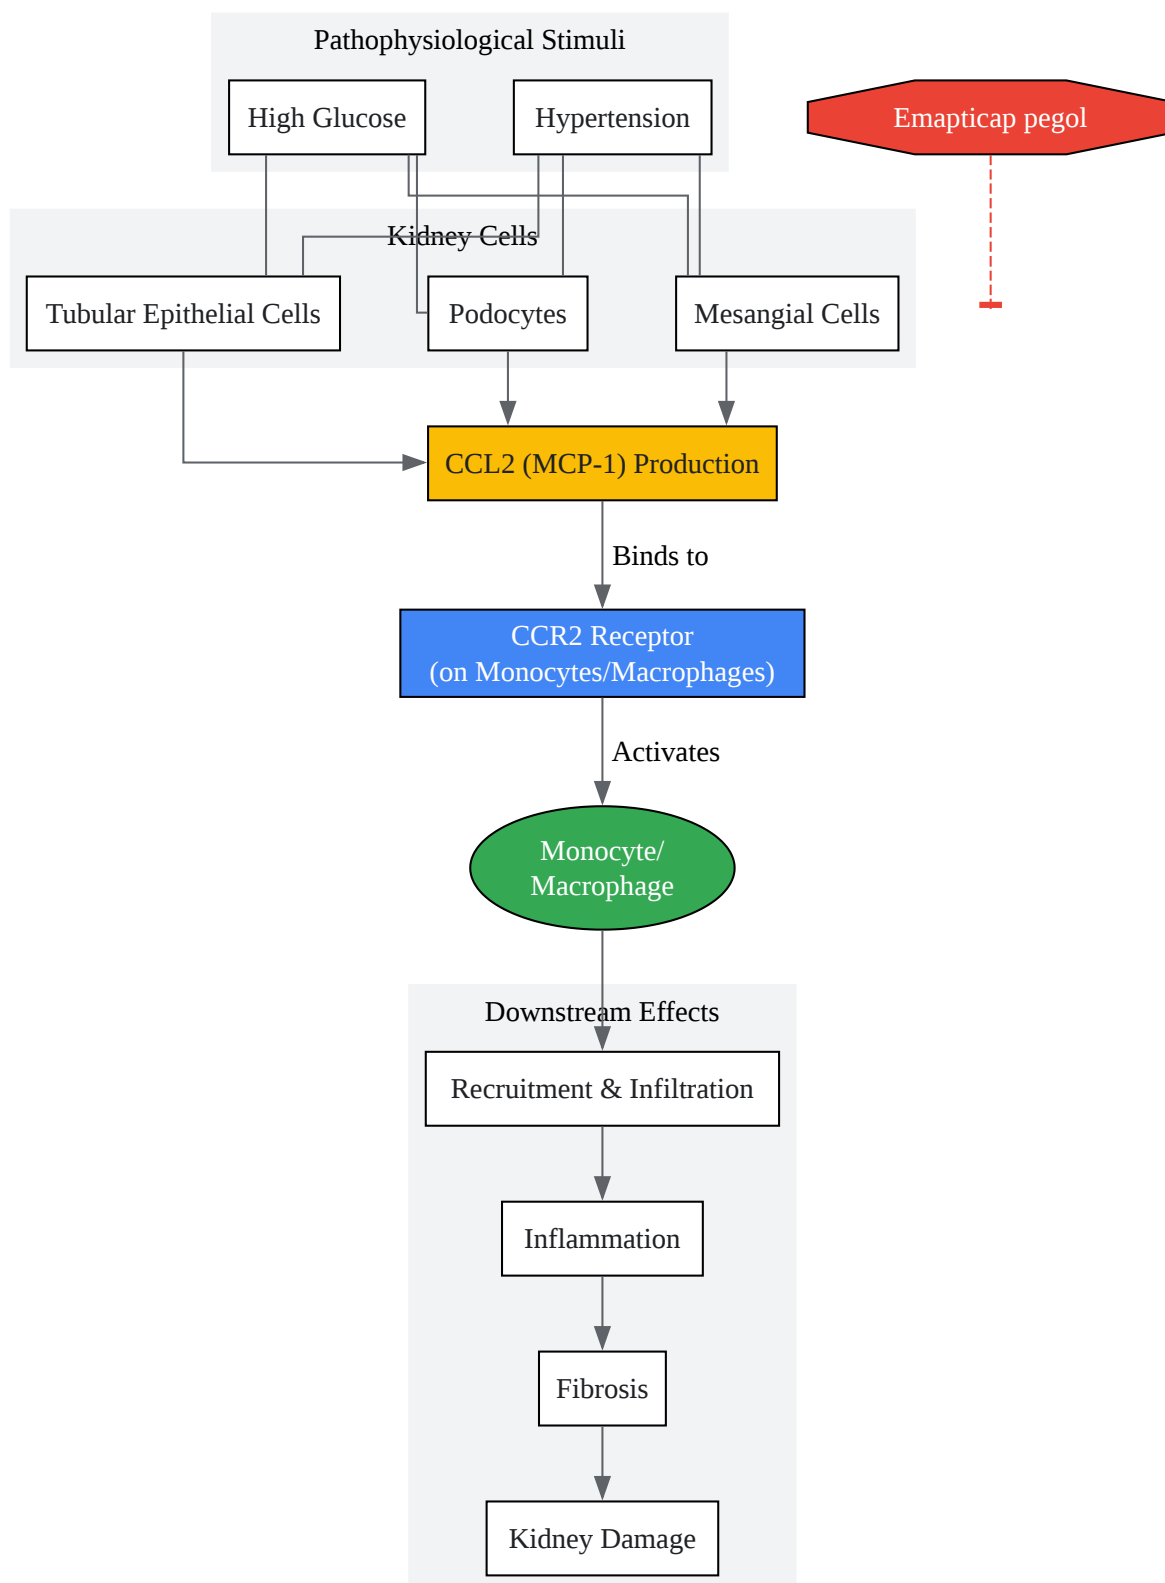 Pathophysiological Stimuli
High Glucose
Hypertension
Emapticap pegol
Kidney Cells
Tubular Epithelial Cells
Podocytes
Mesangial Cells
CCL2 (MCP-1) Production
Binds to
CCR2 Receptor
(on Monocytes/Macrophages)
Activates
Monocyte/
Macrophage
Downstream Effects
Recruitment & Infiltration
Inflammation
Fibrosis
Kidney Damage